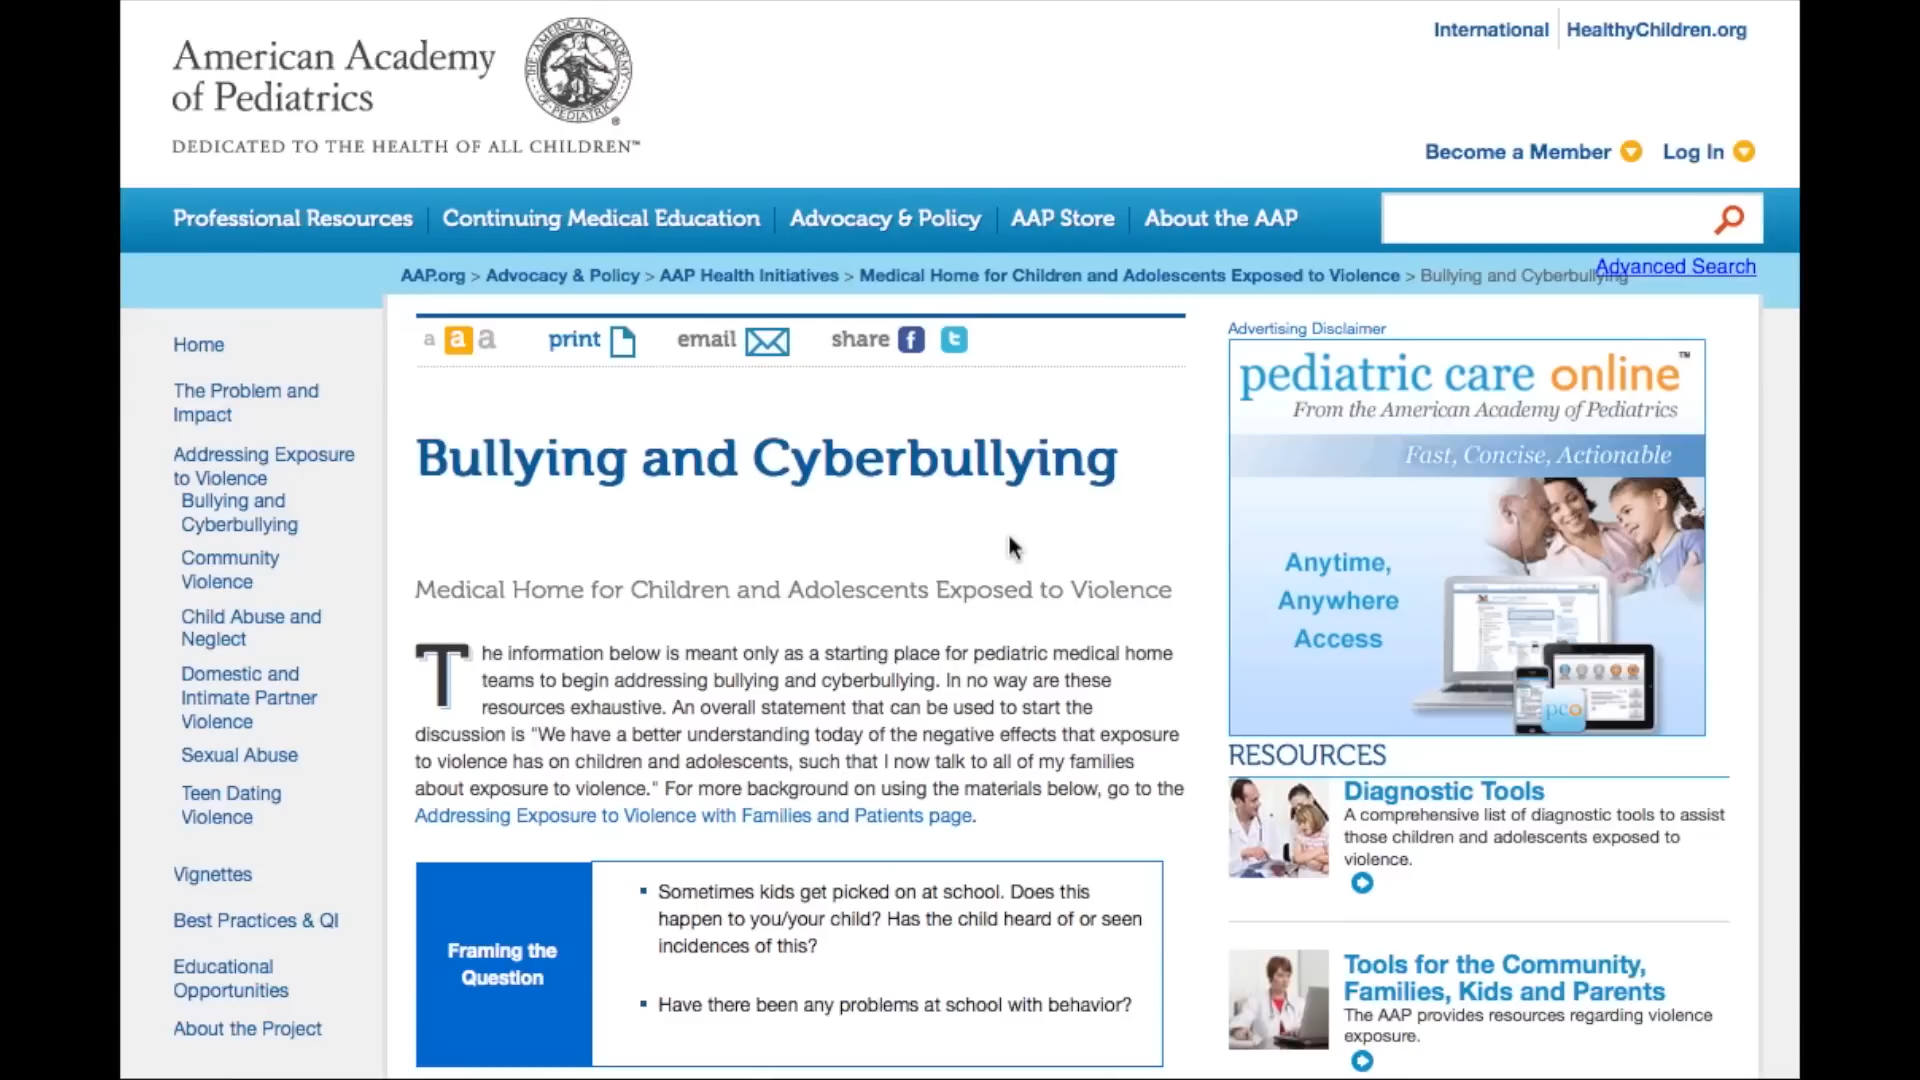 American Academy
of Pediatrics
THE AMERICAN ACADEMY OF PEDIATRICS
®
DEDICATED TO THE HEALTH OF ALL CHILDREN™
International
HealthyChildren.org
Become a Member
Log In
Professional Resources
Continuing Medical Education
Advocacy & Policy
AAP Store
About the AAP
AAP.org > Advocacy & Policy > AAP Health Initiatives > Medical Home for Children and Adolescents Exposed to Violence > Bullying and Cyberbullying
Advanced Search
Home
The Problem and
Impact
Addressing Exposure
to Violence
Bullying and
Cyberbullying
Community
Violence
Child Abuse and
Neglect
Domestic and
Intimate Partner
Violence
Sexual Abuse
Teen Dating
Violence
Vignettes
Best Practices & QI
Educational
Opportunities
About the Project
a a a
print
email
share f t
Bullying and Cyberbullying
Medical Home for Children and Adolescents Exposed to Violence
The information below is meant only as a starting place for pediatric medical home
teams to begin addressing bullying and cyberbullying. In no way are these
resources exhaustive. An overall statement that can be used to start the
discussion is "We have a better understanding today of the negative effects that exposure
to violence has on children and adolescents, such that I now talk to all of my families
about exposure to violence." For more background on using the materials below, go to the
Addressing Exposure to Violence with Families and Patients page.
Framing the
Question
▪ Sometimes kids get picked on at school. Does this
happen to you/your child? Has the child heard of or seen
incidences of this?
▪ Have there been any problems at school with behavior?
Advertising Disclaimer
pediatric care online™
From the American Academy of Pediatrics
Fast, Concise, Actionable
Anytime,
Anywhere
Access
pco
RESOURCES
Diagnostic Tools
A comprehensive list of diagnostic tools to assist
those children and adolescents exposed to
violence.
Tools for the Community,
Families, Kids and Parents
The AAP provides resources regarding violence
exposure.